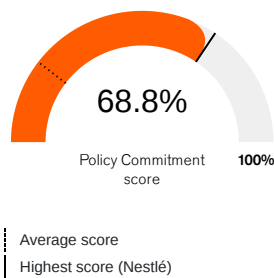 68.8%
Policy Commitment
score
100%
Average score
Highest score (Nestlé)